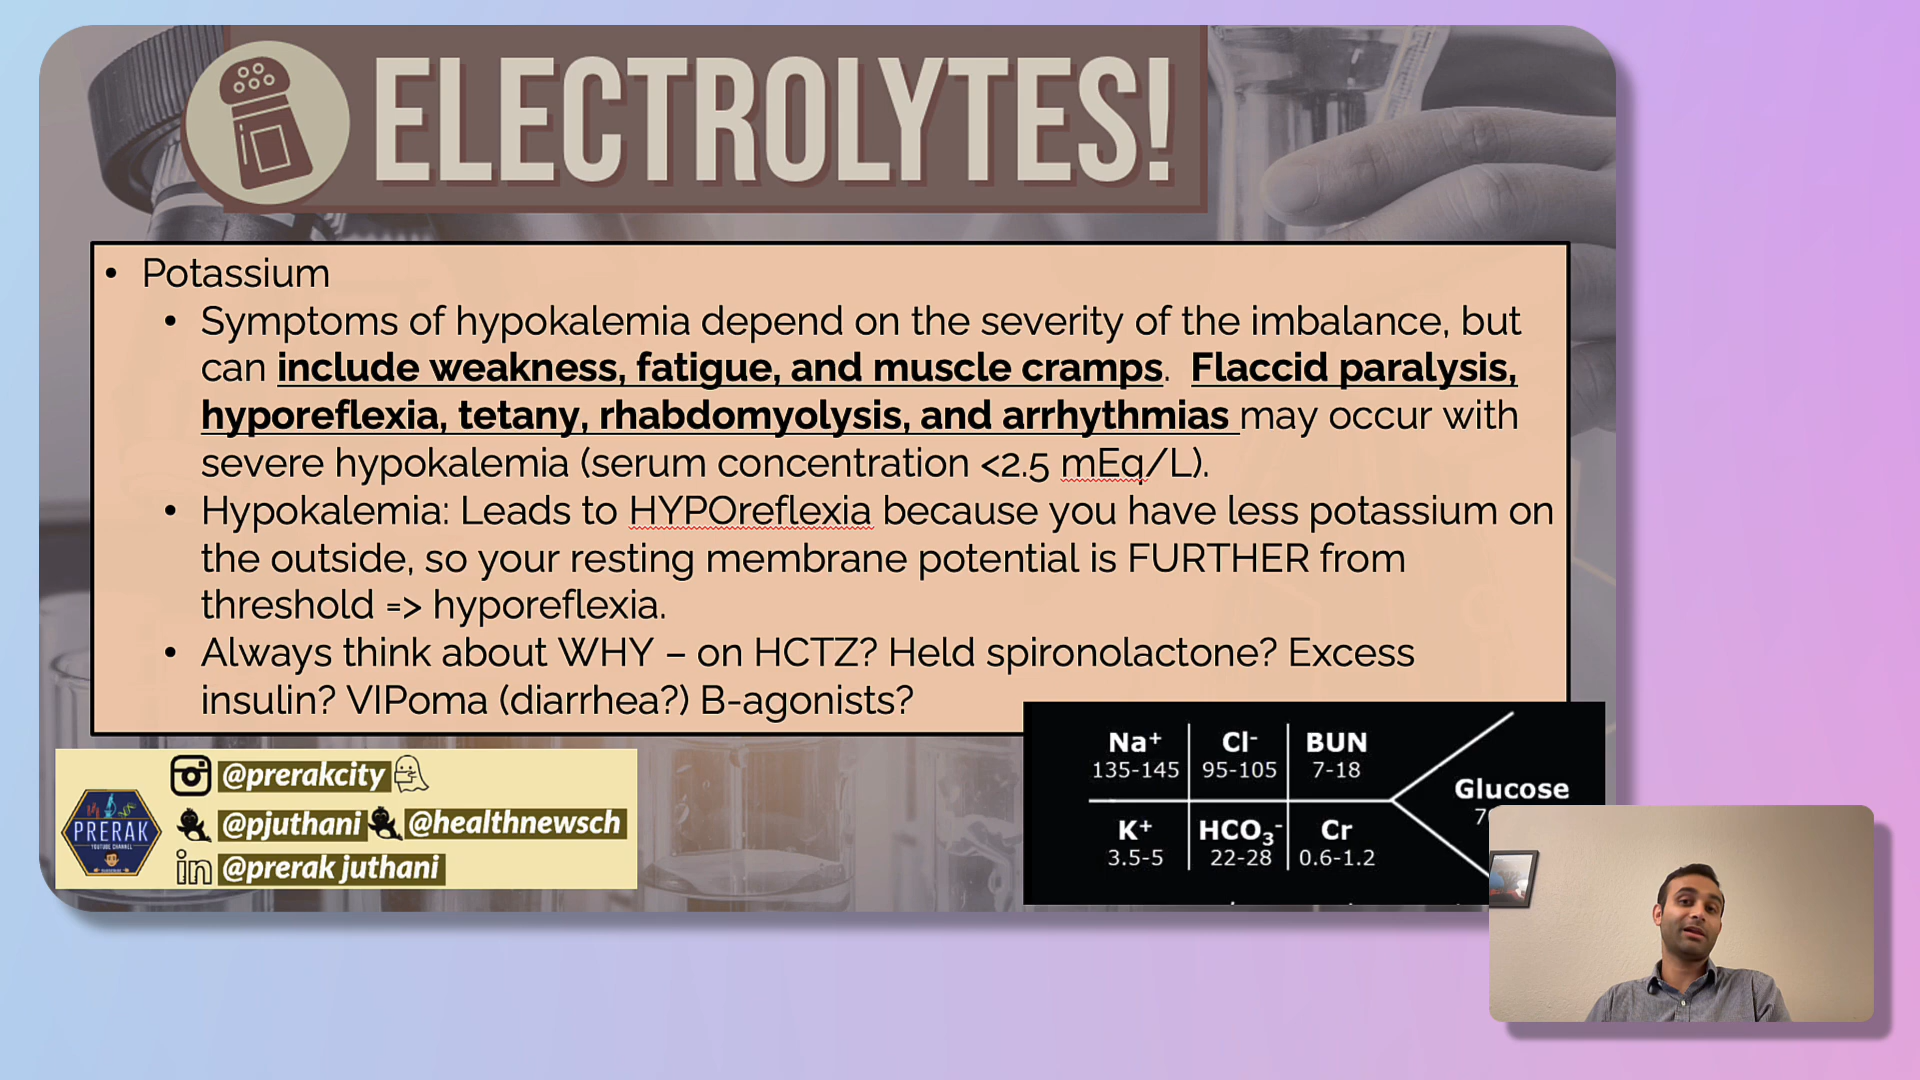 ELECTROLYTES!
• Potassium
• Symptoms of hypokalemia depend on the severity of the imbalance, but
can include weakness, fatigue, and muscle cramps. Flaccid paralysis,
hyporeflexia, tetany, rhabdomyolysis, and arrhythmias may occur with
severe hypokalemia (serum concentration <2.5 mEq/L).
• Hypokalemia: Leads to HYPOreflexia because you have less potassium on
the outside, so your resting membrane potential is FURTHER from
threshold => hyporeflexia.
• Always think about WHY – on HCTZ? Held spironolactone? Excess
insulin? VIPoma (diarrhea?) B-agonists?
@prerakcity
@pjuthani @healthnewsch
in @prerak juthani
PRERAK
YOUTUBE CHANNEL
Na⁺ Cl⁻ BUN
135-145 95-105 7-18
Glucose
K⁺ HCO₃⁻ Cr
3.5-5 22-28 0.6-1.2